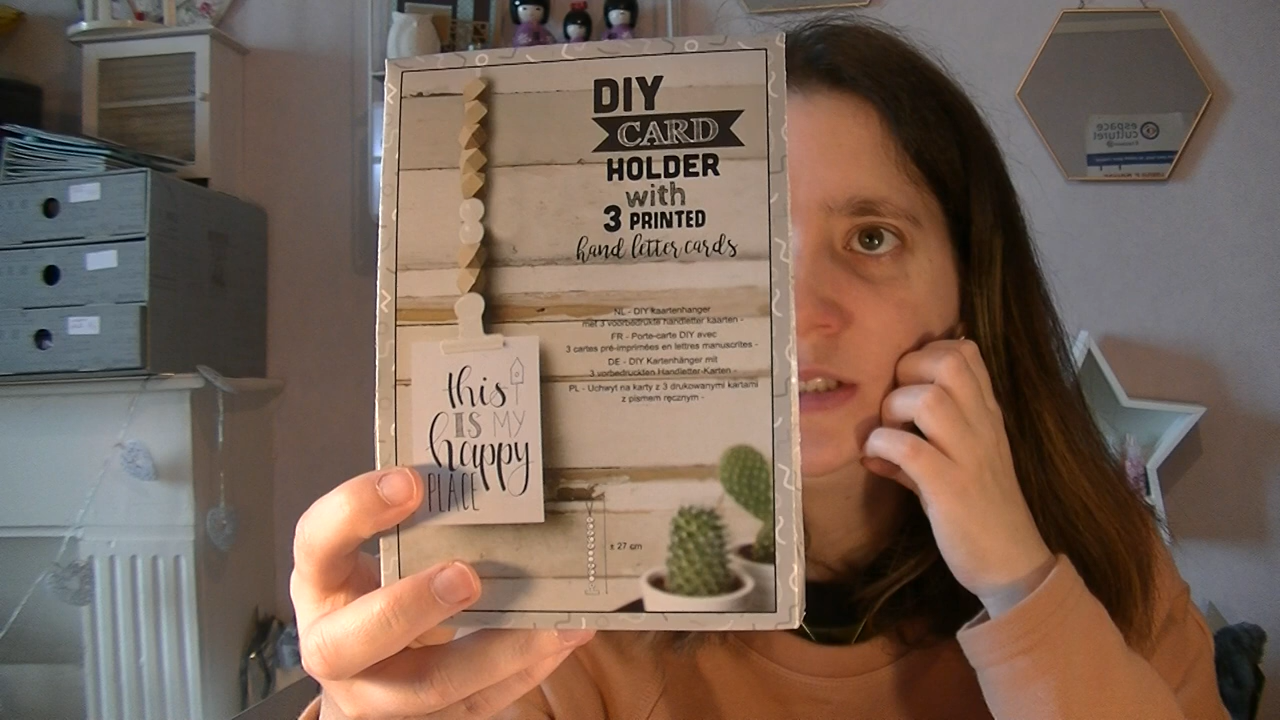 DIY
CARD
HOLDER
with
3 PRINTED
hand letter cards
NL - DIY kaartenhanger
met 3 voorbedrukte handletter kaarten -
FR - Porte-carte DIY avec
3 cartes pré-imprimées en lettres manuscrites -
DE - DIY Kartenhänger mit
3 vorbedruckten Handletter-Karten -
PL - Uchwyt na karty z 3 drukowanymi kartami
z pismem ręcznym -
this
IS MY
happy
PLACE
± 27 cm
espace
culturel